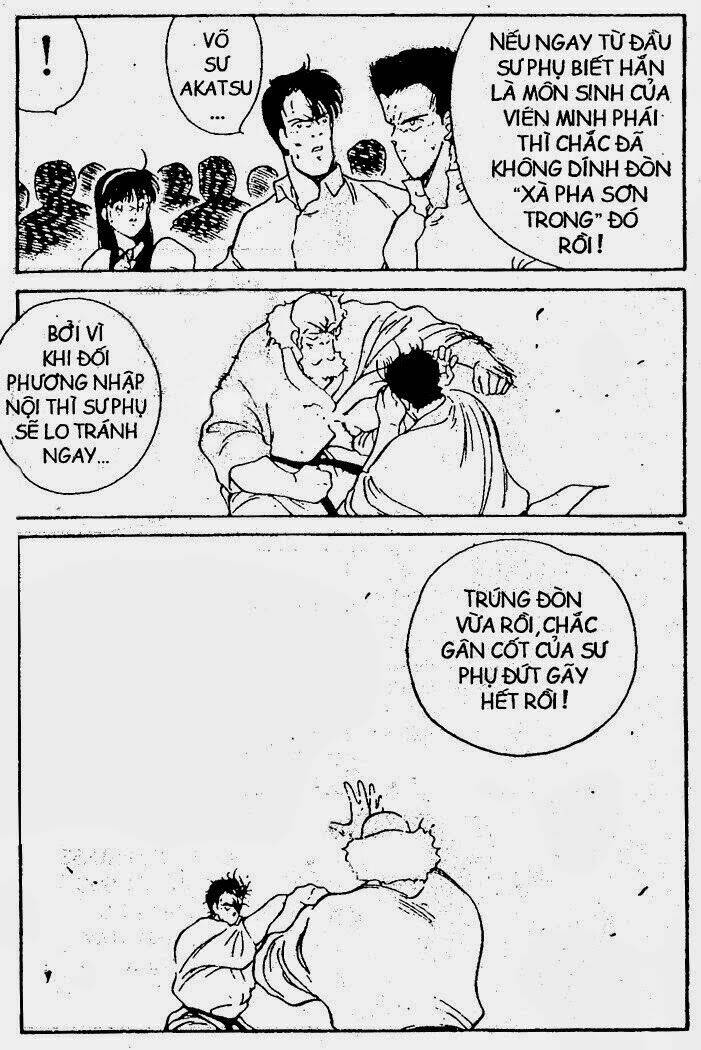 !
VÕ
SƯ
AKATSU
...
NẾU NGAY TỪ ĐẦU
SƯ PHỤ BIẾT HẮN
LÀ MÔN SINH CỦA
VIÊN MINH PHÁI
THÌ CHẮC ĐÃ
KHÔNG DÍNH ĐÒN
“XÀ PHA SƠN
TRONG” ĐÓ
RỒI!
BỞI VÌ
KHI ĐỐI
PHƯƠNG NHẬP
NỘI THÌ SƯ PHỤ
SẼ LO TRÁNH
NGAY...
TRÚNG ĐÒN
VỪA RỒI, CHẮC
GÂN CỐT CỦA SƯ
PHỤ ĐỨT GÃY
HẾT RỒI!